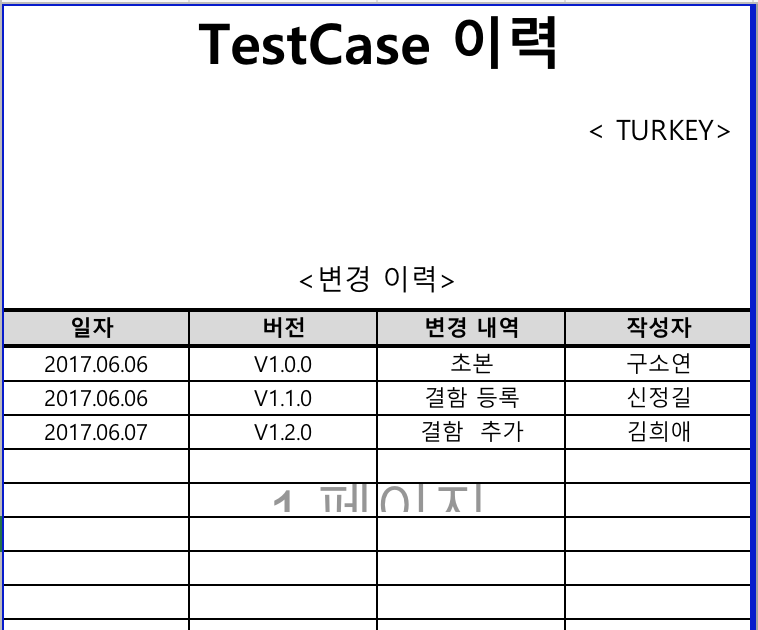 TestCase 이력
< TURKEY>
<변경 이력>
일자 버전 변경 내역 작성자
2017.06.06 V1.0.0 초본 구소연
2017.06.06 V1.1.0 결함 등록 신정길
2017.06.07 V1.2.0 결함 추가 김희애
1 페이지